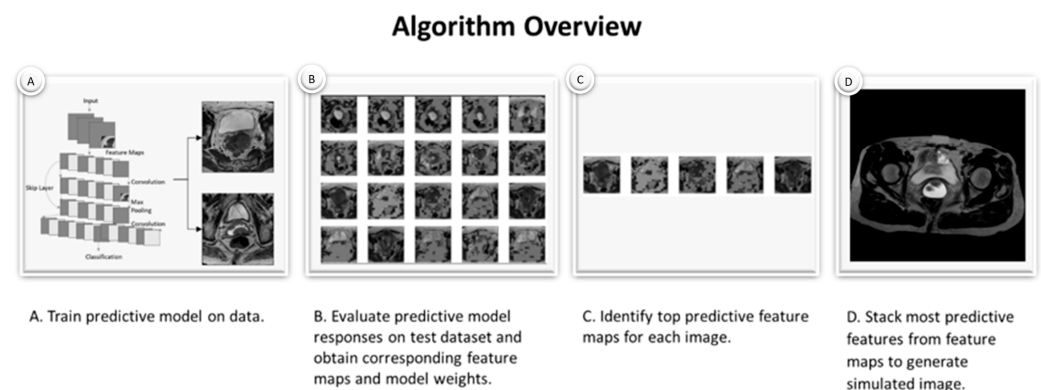 Algorithm Overview
A
Input
Feature Maps
Convolution
Skip Layer
Max
Pooling
Convolution
Classification
B
C
D
A. Train predictive model on data.
B. Evaluate predictive model
responses on test dataset and
obtain corresponding feature
maps and model weights.
C. Identify top predictive feature
maps for each image.
D. Stack most predictive
features from feature
maps to generate
simulated image.